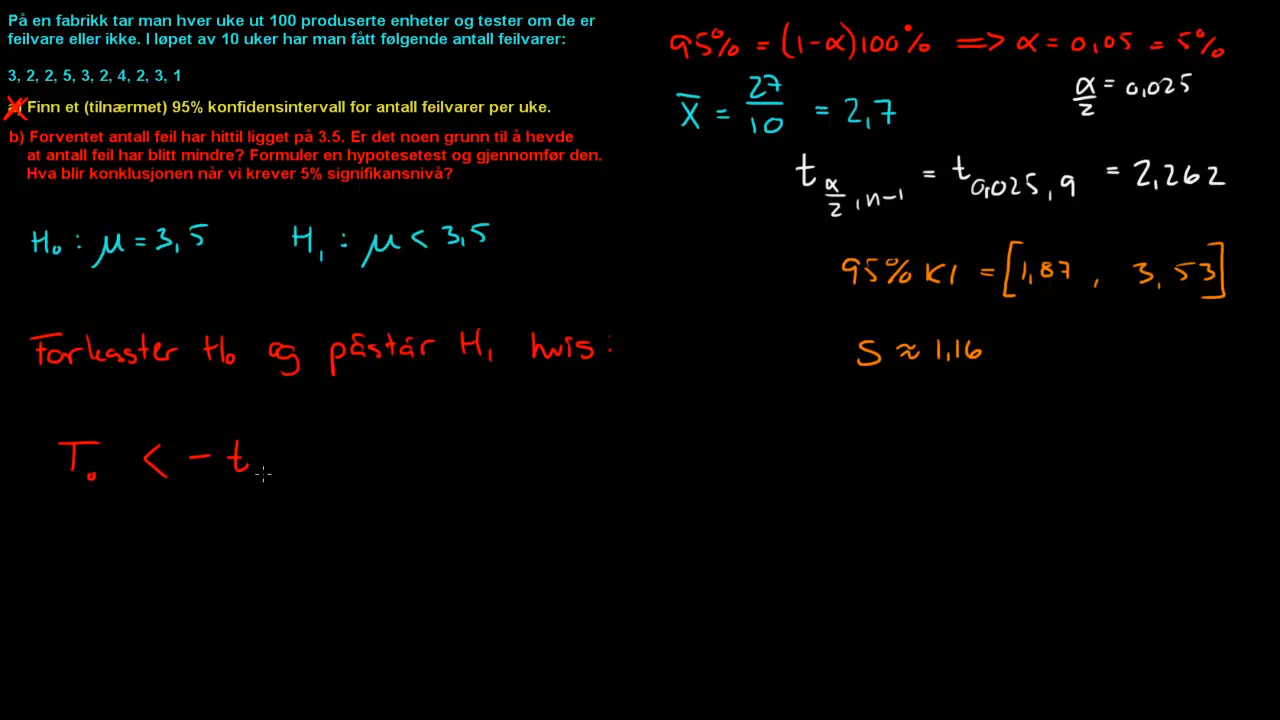 På en fabrikk tar man hver uke ut 100 produserte enheter og tester om de er
feilvare eller ikke. I løpet av 10 uker har man fått følgende antall feilvarer:
3, 2, 2, 5, 3, 2, 4, 2, 3, 1
a) Finn et (tilnærmet) 95% konfidensintervall for antall feilvarer per uke.
b) Forventet antall feil har hittil ligget på 3.5. Er det noen grunn til å hevde
at antall feil har blitt mindre? Formuler en hypotesetest og gjennomfør den.
Hva blir konklusjonen når vi krever 5% signifikansnivå?
H₀ : μ = 3,5 H₁ : μ < 3,5
Forkaster H₀ og påstår H₁ hvis :
T₀ < - t
95% = (1-α)100% => α = 0,05 = 5%
α/2 = 0,025
X̄ = 27/10 = 2,7
t α/2 , n-1 = t 0,025 , 9 = 2,262
95% KI = [1,87 , 3,53]
S ≈ 1,16